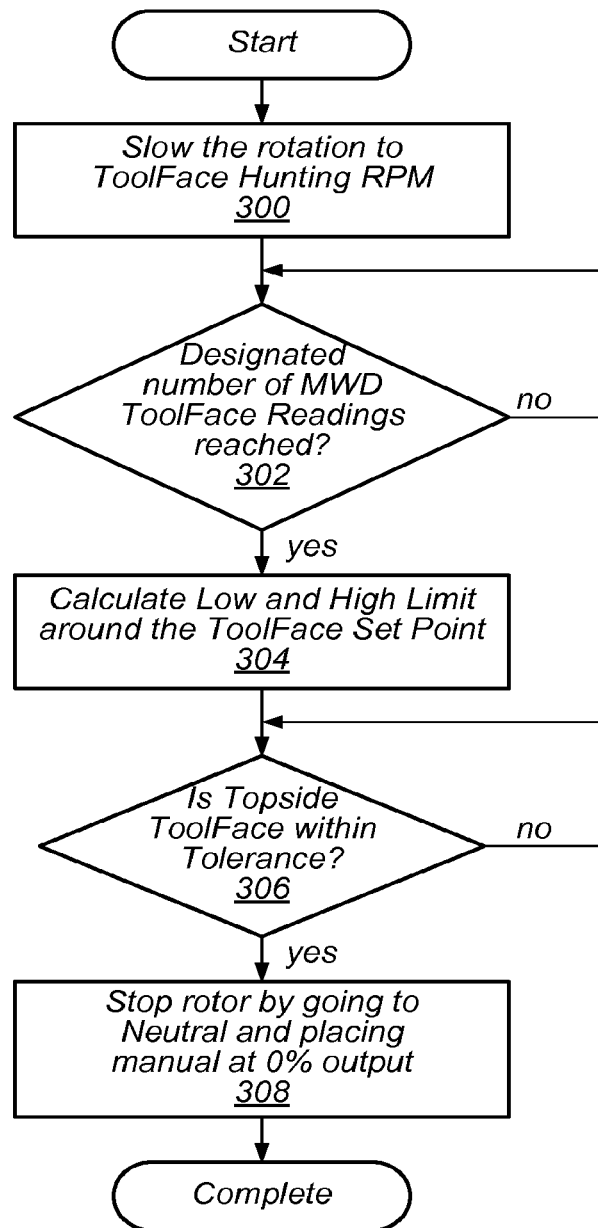 Start
Slow the rotation to
ToolFace Hunting RPM
300
Designated
number of MWD
ToolFace Readings
reached?
302
no
yes
Calculate Low and High Limit
around the ToolFace Set Point
304
Is Topside
ToolFace within
Tolerance?
306
no
yes
Stop rotor by going to
Neutral and placing
manual at 0% output
308
Complete